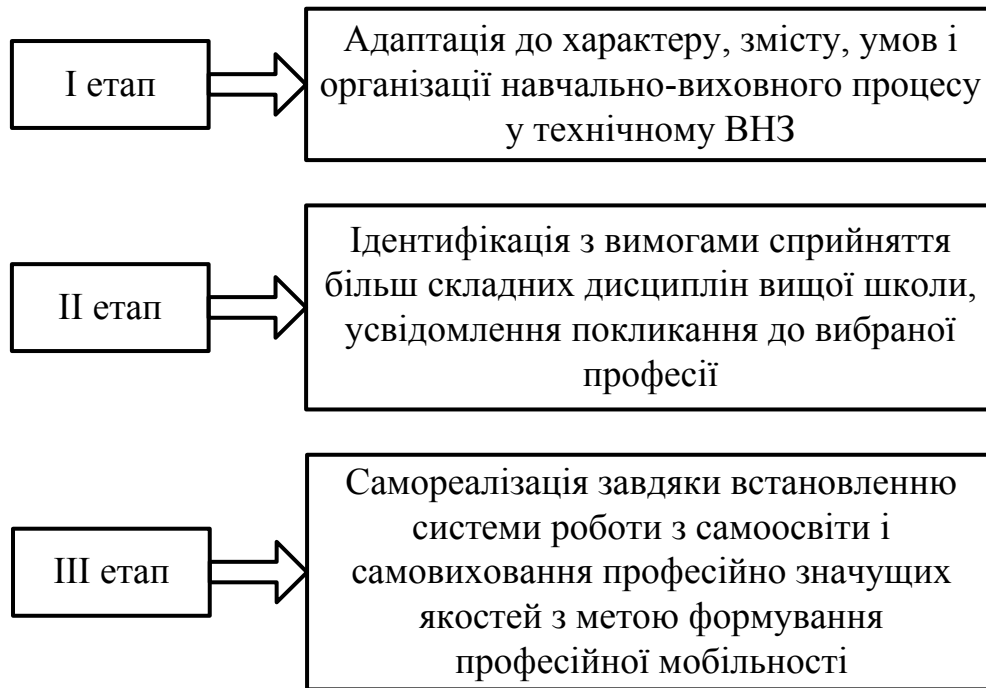 I етап
Адаптація до характеру, змісту, умов і
організації навчально-виховного процесу
у технічному ВНЗ
II етап
Ідентифікація з вимогами сприйняття
більш складних дисциплін вищої школи,
усвідомлення покликання до вибраної
професії
III етап
Самореалізація завдяки встановленню
системи роботи з самоосвіти і
самовиховання професійно значущих
якостей з метою формування
професійної мобільності